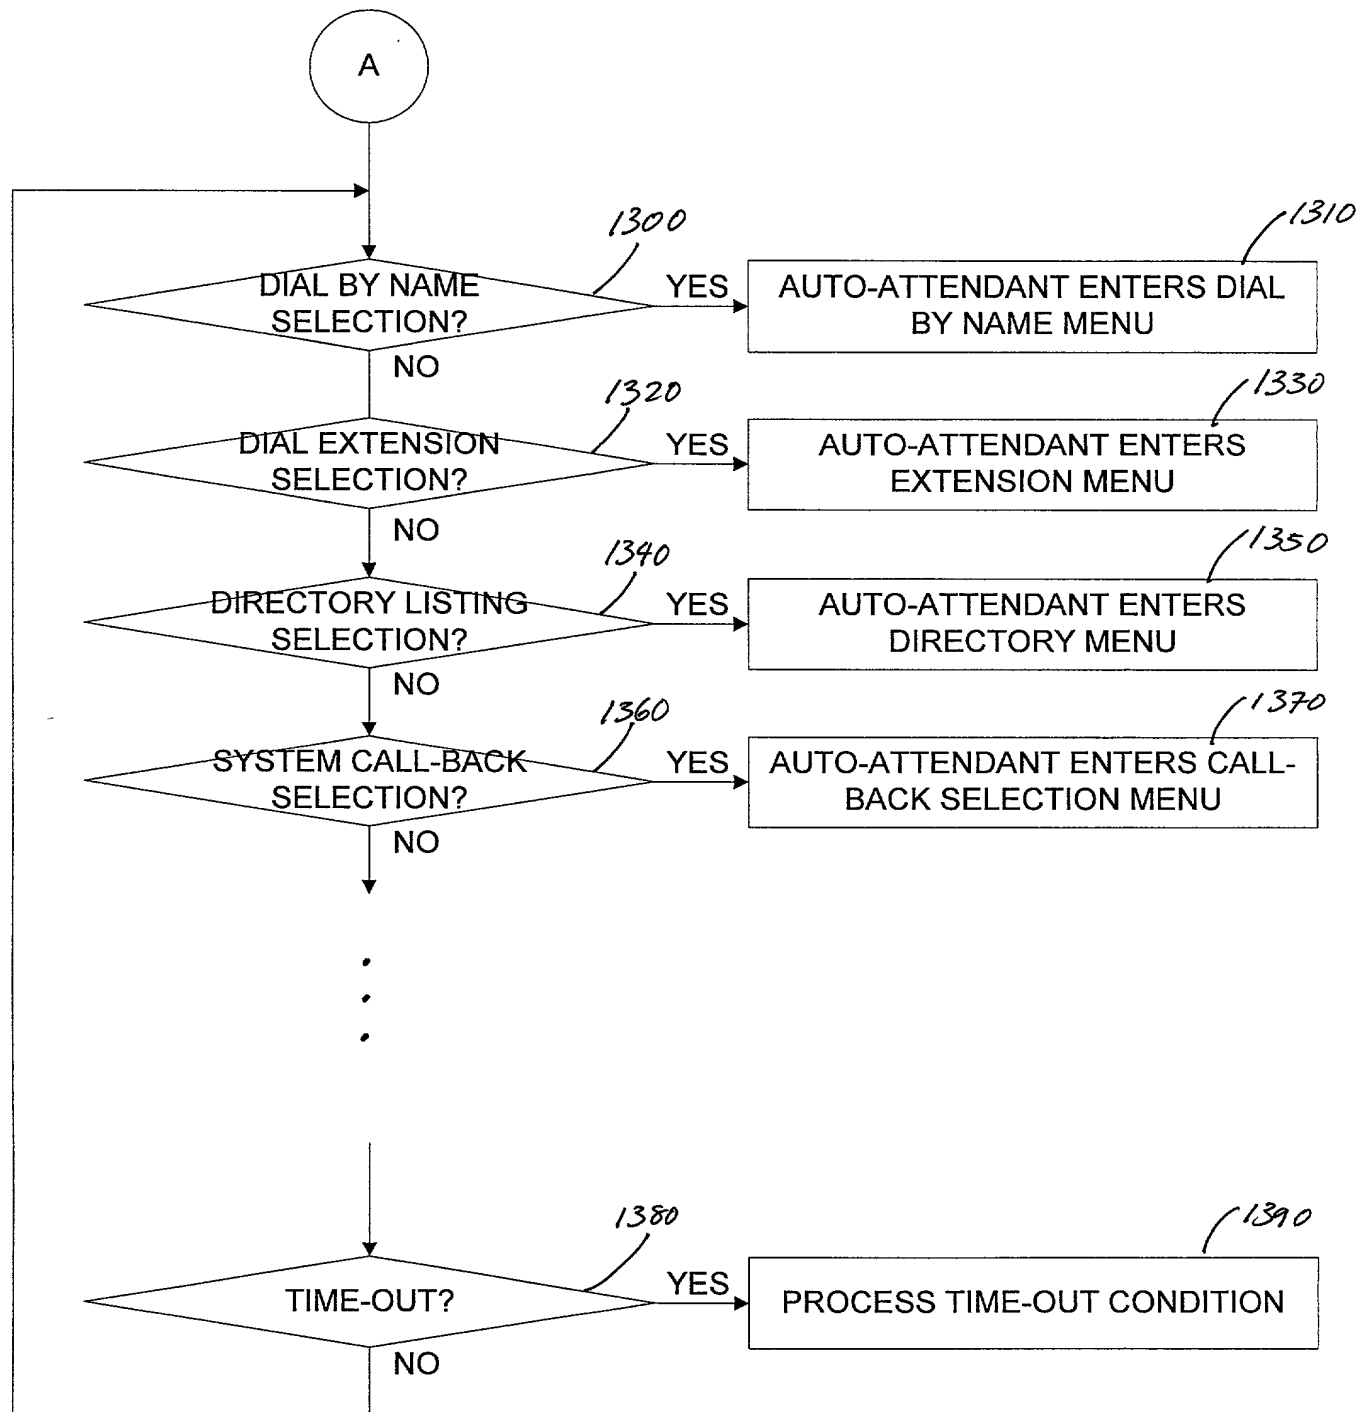 A
1300
1310
DIAL BY NAME
SELECTION?
YES
AUTO-ATTENDANT ENTERS DIAL
BY NAME MENU
NO
1320
1330
DIAL EXTENSION
SELECTION?
YES
AUTO-ATTENDANT ENTERS
EXTENSION MENU
NO
1340
1350
DIRECTORY LISTING
SELECTION?
YES
AUTO-ATTENDANT ENTERS
DIRECTORY MENU
NO
1360
1370
SYSTEM CALL-BACK
SELECTION?
YES
AUTO-ATTENDANT ENTERS CALL-
BACK SELECTION MENU
NO
1380
1390
TIME-OUT?
YES
PROCESS TIME-OUT CONDITION
NO